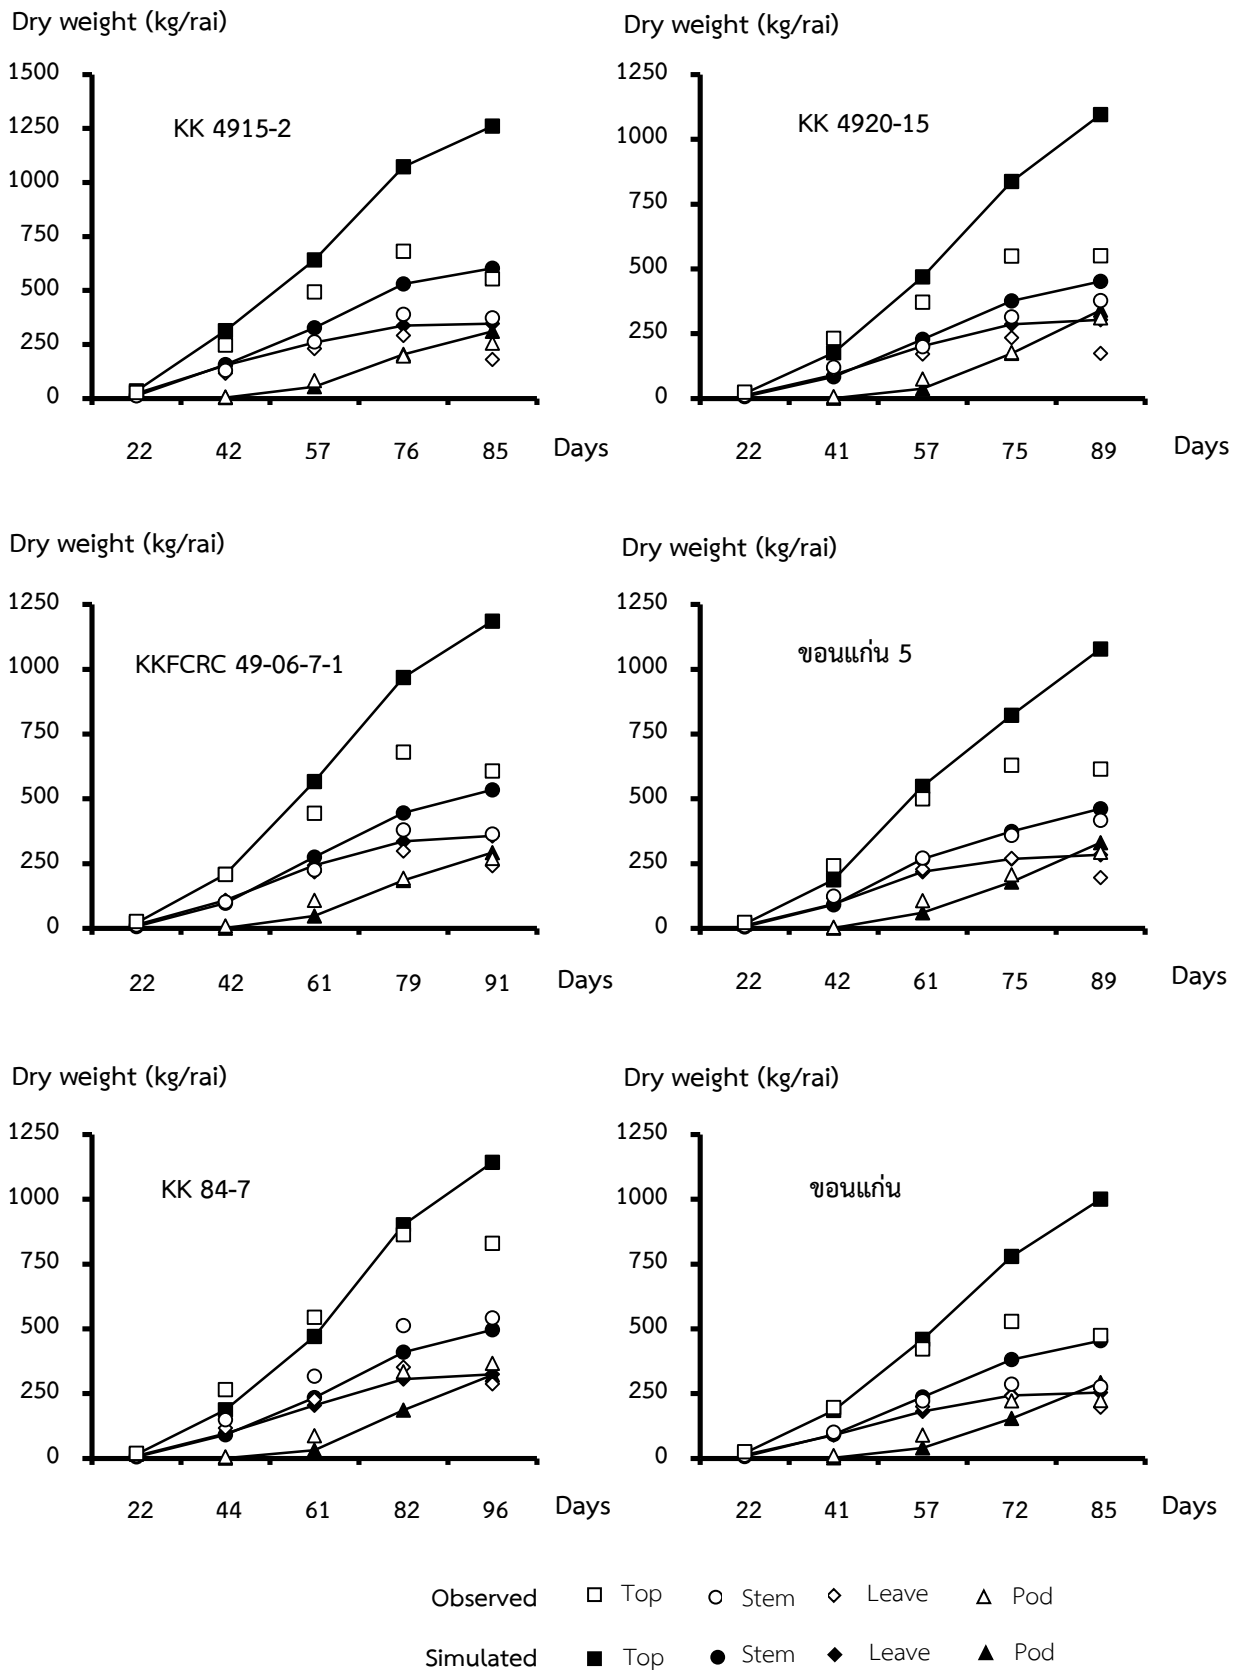 Dry weight (kg/rai)
1500
1250
1000
750
500
250
0
KK 4915-2
22 42 57 76 85 Days
Dry weight (kg/rai)
1250
1000
750
500
250
0
KK 4920-15
22 41 57 75 89 Days
Dry weight (kg/rai)
1250
1000
750
500
250
0
KKFCRC 49-06-7-1
22 42 61 79 91 Days
Dry weight (kg/rai)
1250
1000
750
500
250
0
ขอนแก่น 5
22 42 61 75 89 Days
Dry weight (kg/rai)
1250
1000
750
500
250
0
KK 84-7
22 44 61 82 96 Days
Dry weight (kg/rai)
1250
1000
750
500
250
0
ขอนแก่น
22 41 57 72 85 Days
Observed Top Stem Leave Pod
Simulated Top Stem Leave Pod